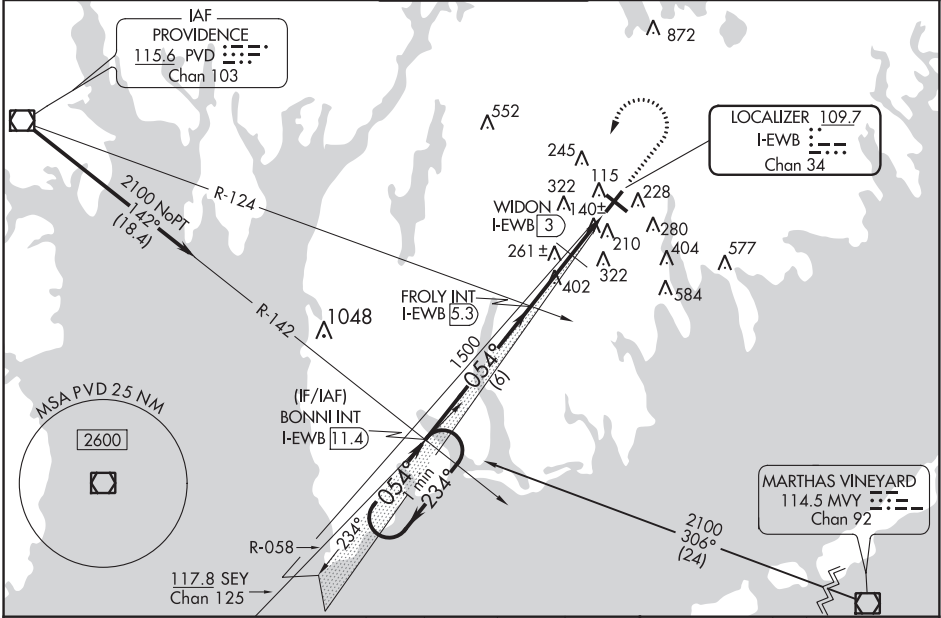 IAF
PROVIDENCE
115.6 PVD
Chan 103
872
552
LOCALIZER 109.7
I-EWB
Chan 34
245
115
322
228
WIDON
I-EWB 3
140±
210
280
261±
404
577
322
402
584
2100 NoPT
142°
(18.4)
R-124
R-142
FROLY INT
I-EWB 5.3
1048
1500
054°
(6)
(IF/IAF)
BONNI INT
I-EWB 11.4
MSA PVD 25 NM
2600
054°
1 min
234°
234°
R-058
117.8 SEY
Chan 125
MARTHAS VINEYARD
114.5 MVY
Chan 92
2100
306°
(24)